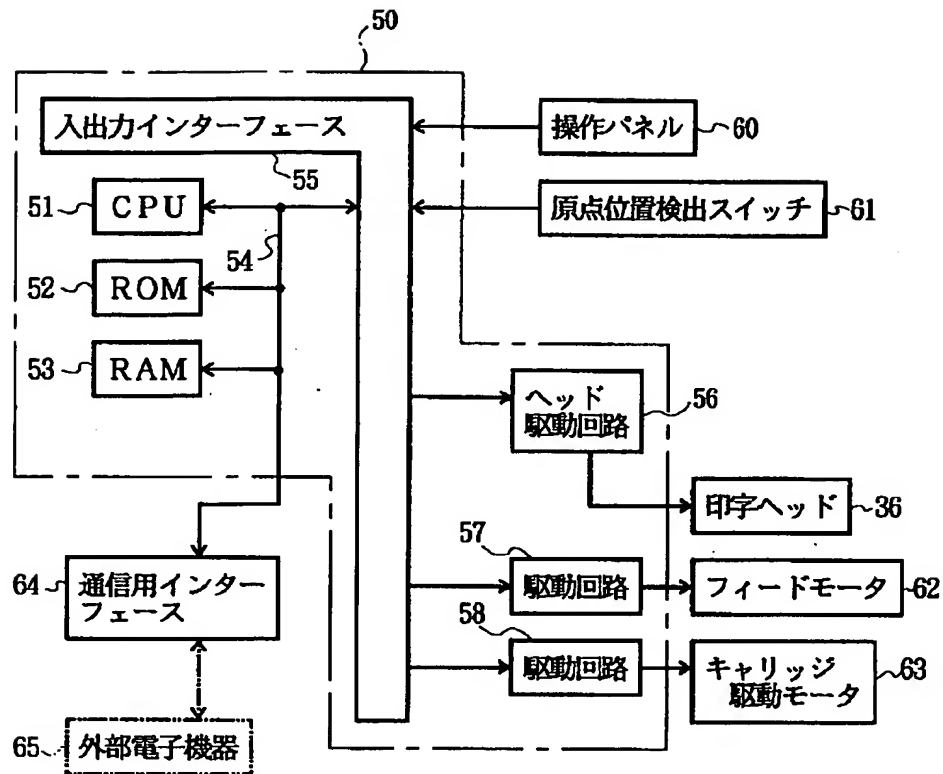 50
入出力インターフェース
55
操作パネル
60
51
CPU
原点位置検出スイッチ
61
54
52
ROM
53
RAM
ヘッド
駆動回路
56
印字ヘッド
36
57
64
通信用インター
フェース
駆動回路
フィードモータ
62
58
駆動回路
キャリッジ
駆動モータ
63
65
外部電子機器